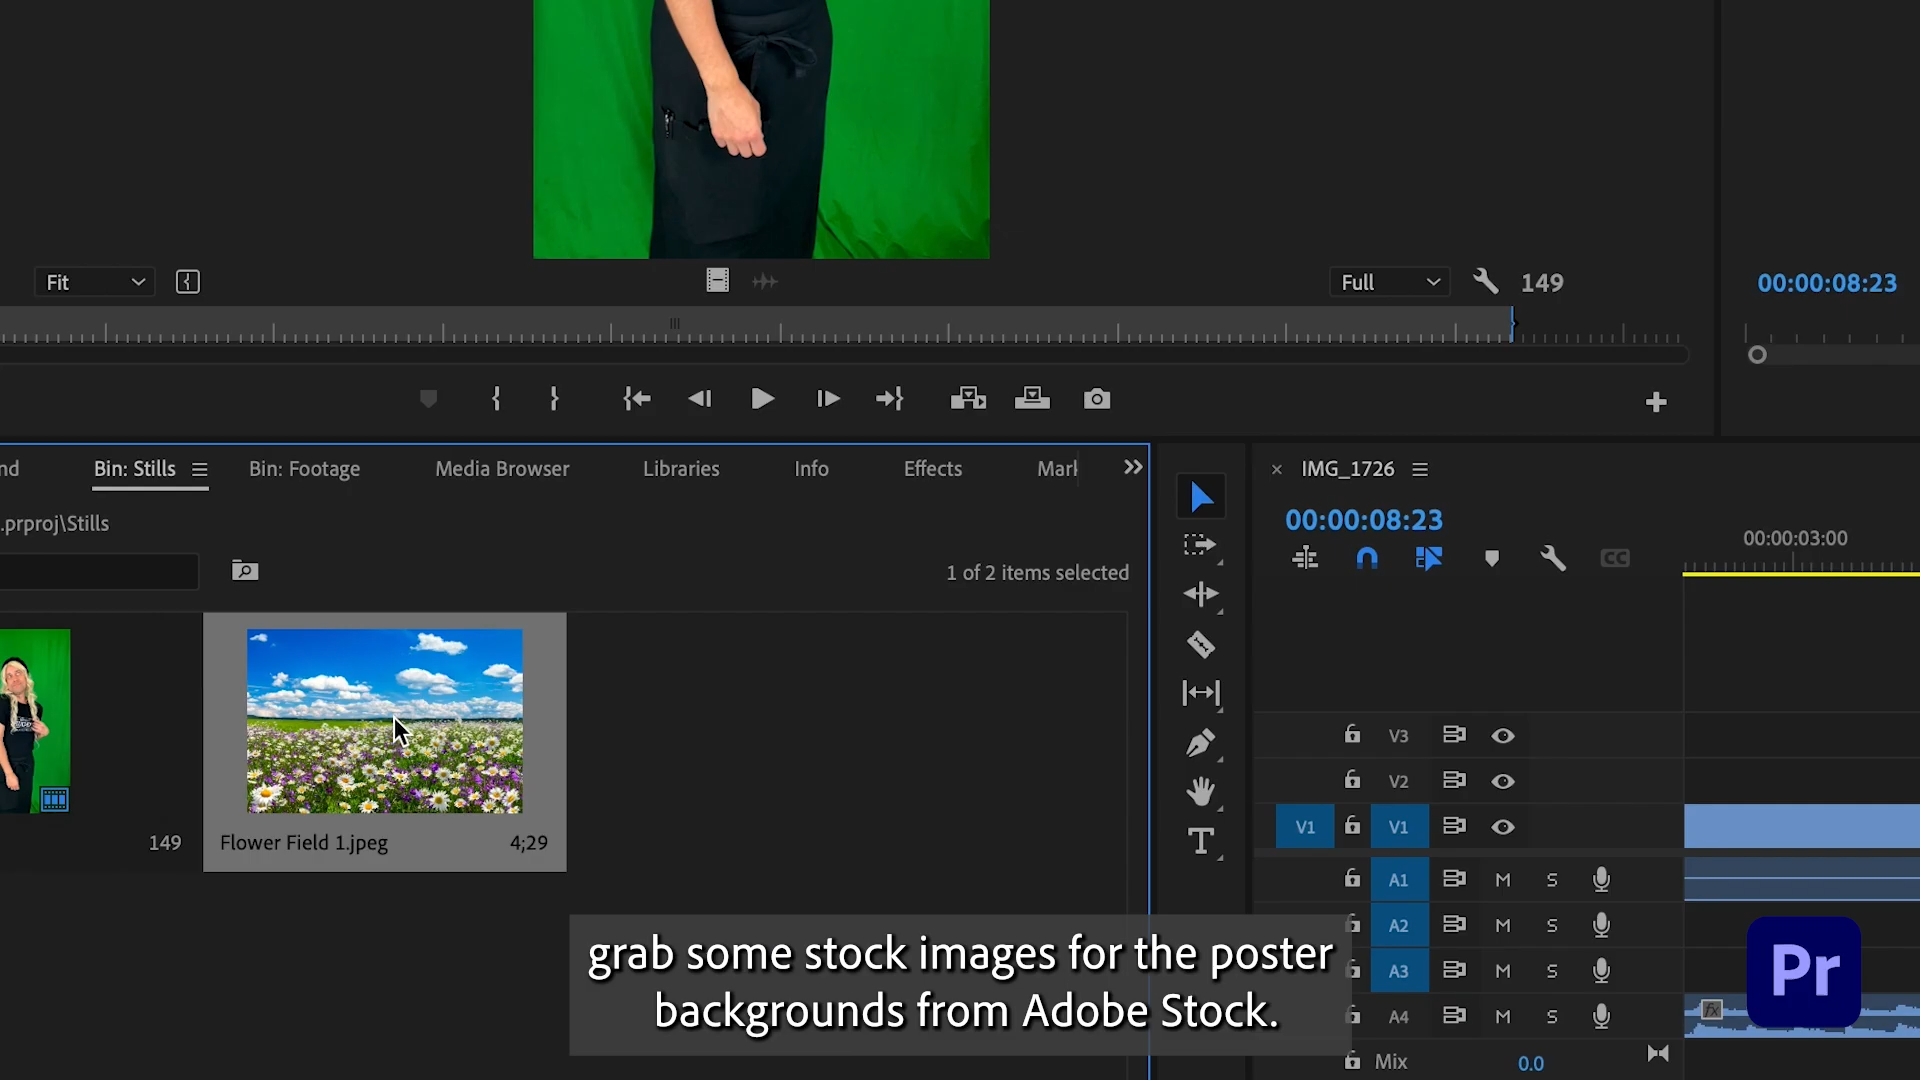 Fit
Full
149
00:00:08:23
nd
Bin: Stills
Bin: Footage
Media Browser
Libraries
Info
Effects
Mark
IMG_1726
.prproj\Stills
00:00:08:23
00:00:03:00
CC
1 of 2 items selected
V3
V2
V1
V1
149
Flower Field 1.jpeg
4;29
A1
M
S
A2
M
S
A3
M
S
fx
A4
M
S
Mix
0.0
grab some stock images for the poster
backgrounds from Adobe Stock.
Pr